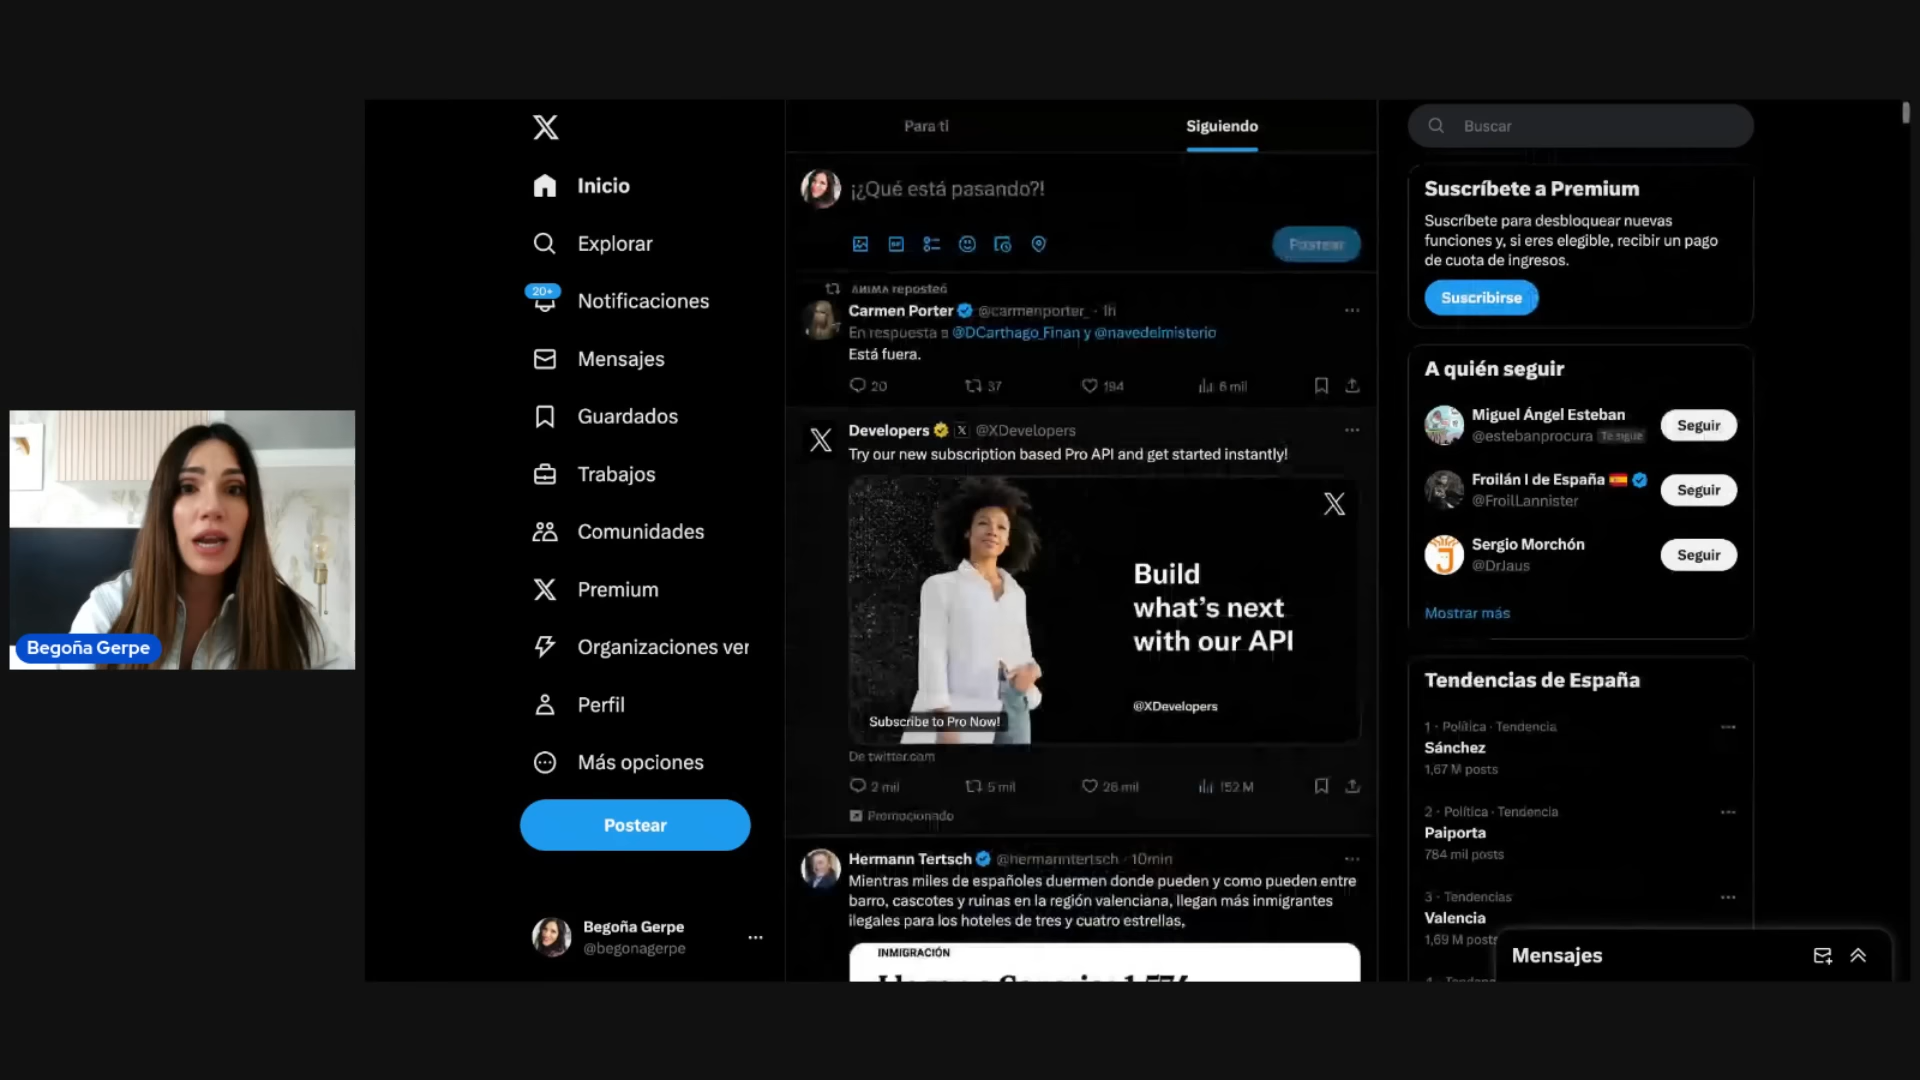 Begoña Gerpe
Inicio
Explorar
20+
Notificaciones
Mensajes
Guardados
Trabajos
Comunidades
Premium
Organizaciones ver
Perfil
Más opciones
Postear
Begoña Gerpe
@begonagerpe
Para ti
Siguiendo
¡¿Qué está pasando?!
Postear
ANIMA reposteó
Carmen Porter @carmenporter_ · 1h
En respuesta a @DCarthago_Finan y @navedelmisterio
Está fuera.
20 37 194 6 mil
Developers @XDevelopers
Try our new subscription based Pro API and get started instantly!
Build
what's next
with our API
@XDevelopers
Subscribe to Pro Now!
De twitter.com
2 mil 5 mil 26 mil 152 M
Promocionado
Hermann Tertsch @hermanntertsch · 10min
Mientras miles de españoles duermen donde pueden y como pueden entre
barro, cascotes y ruinas en la región valenciana, llegan más inmigrantes
ilegales para los hoteles de tres y cuatro estrellas,
INMIGRACIÓN
Buscar
Suscríbete a Premium
Suscríbete para desbloquear nuevas
funciones y, si eres elegible, recibir un pago
de cuota de ingresos.
Suscribirse
A quién seguir
Miguel Ángel Esteban
@estebanprocura Te sigue
Seguir
Froilán I de España
@FroilLannister
Seguir
Sergio Morchón
@DrJaus
Seguir
Mostrar más
Tendencias de España
1 · Política · Tendencia
Sánchez
1,67 M posts
2 · Política · Tendencia
Paiporta
784 mil posts
3 · Tendencias
Valencia
1,69 M posts
Mensajes